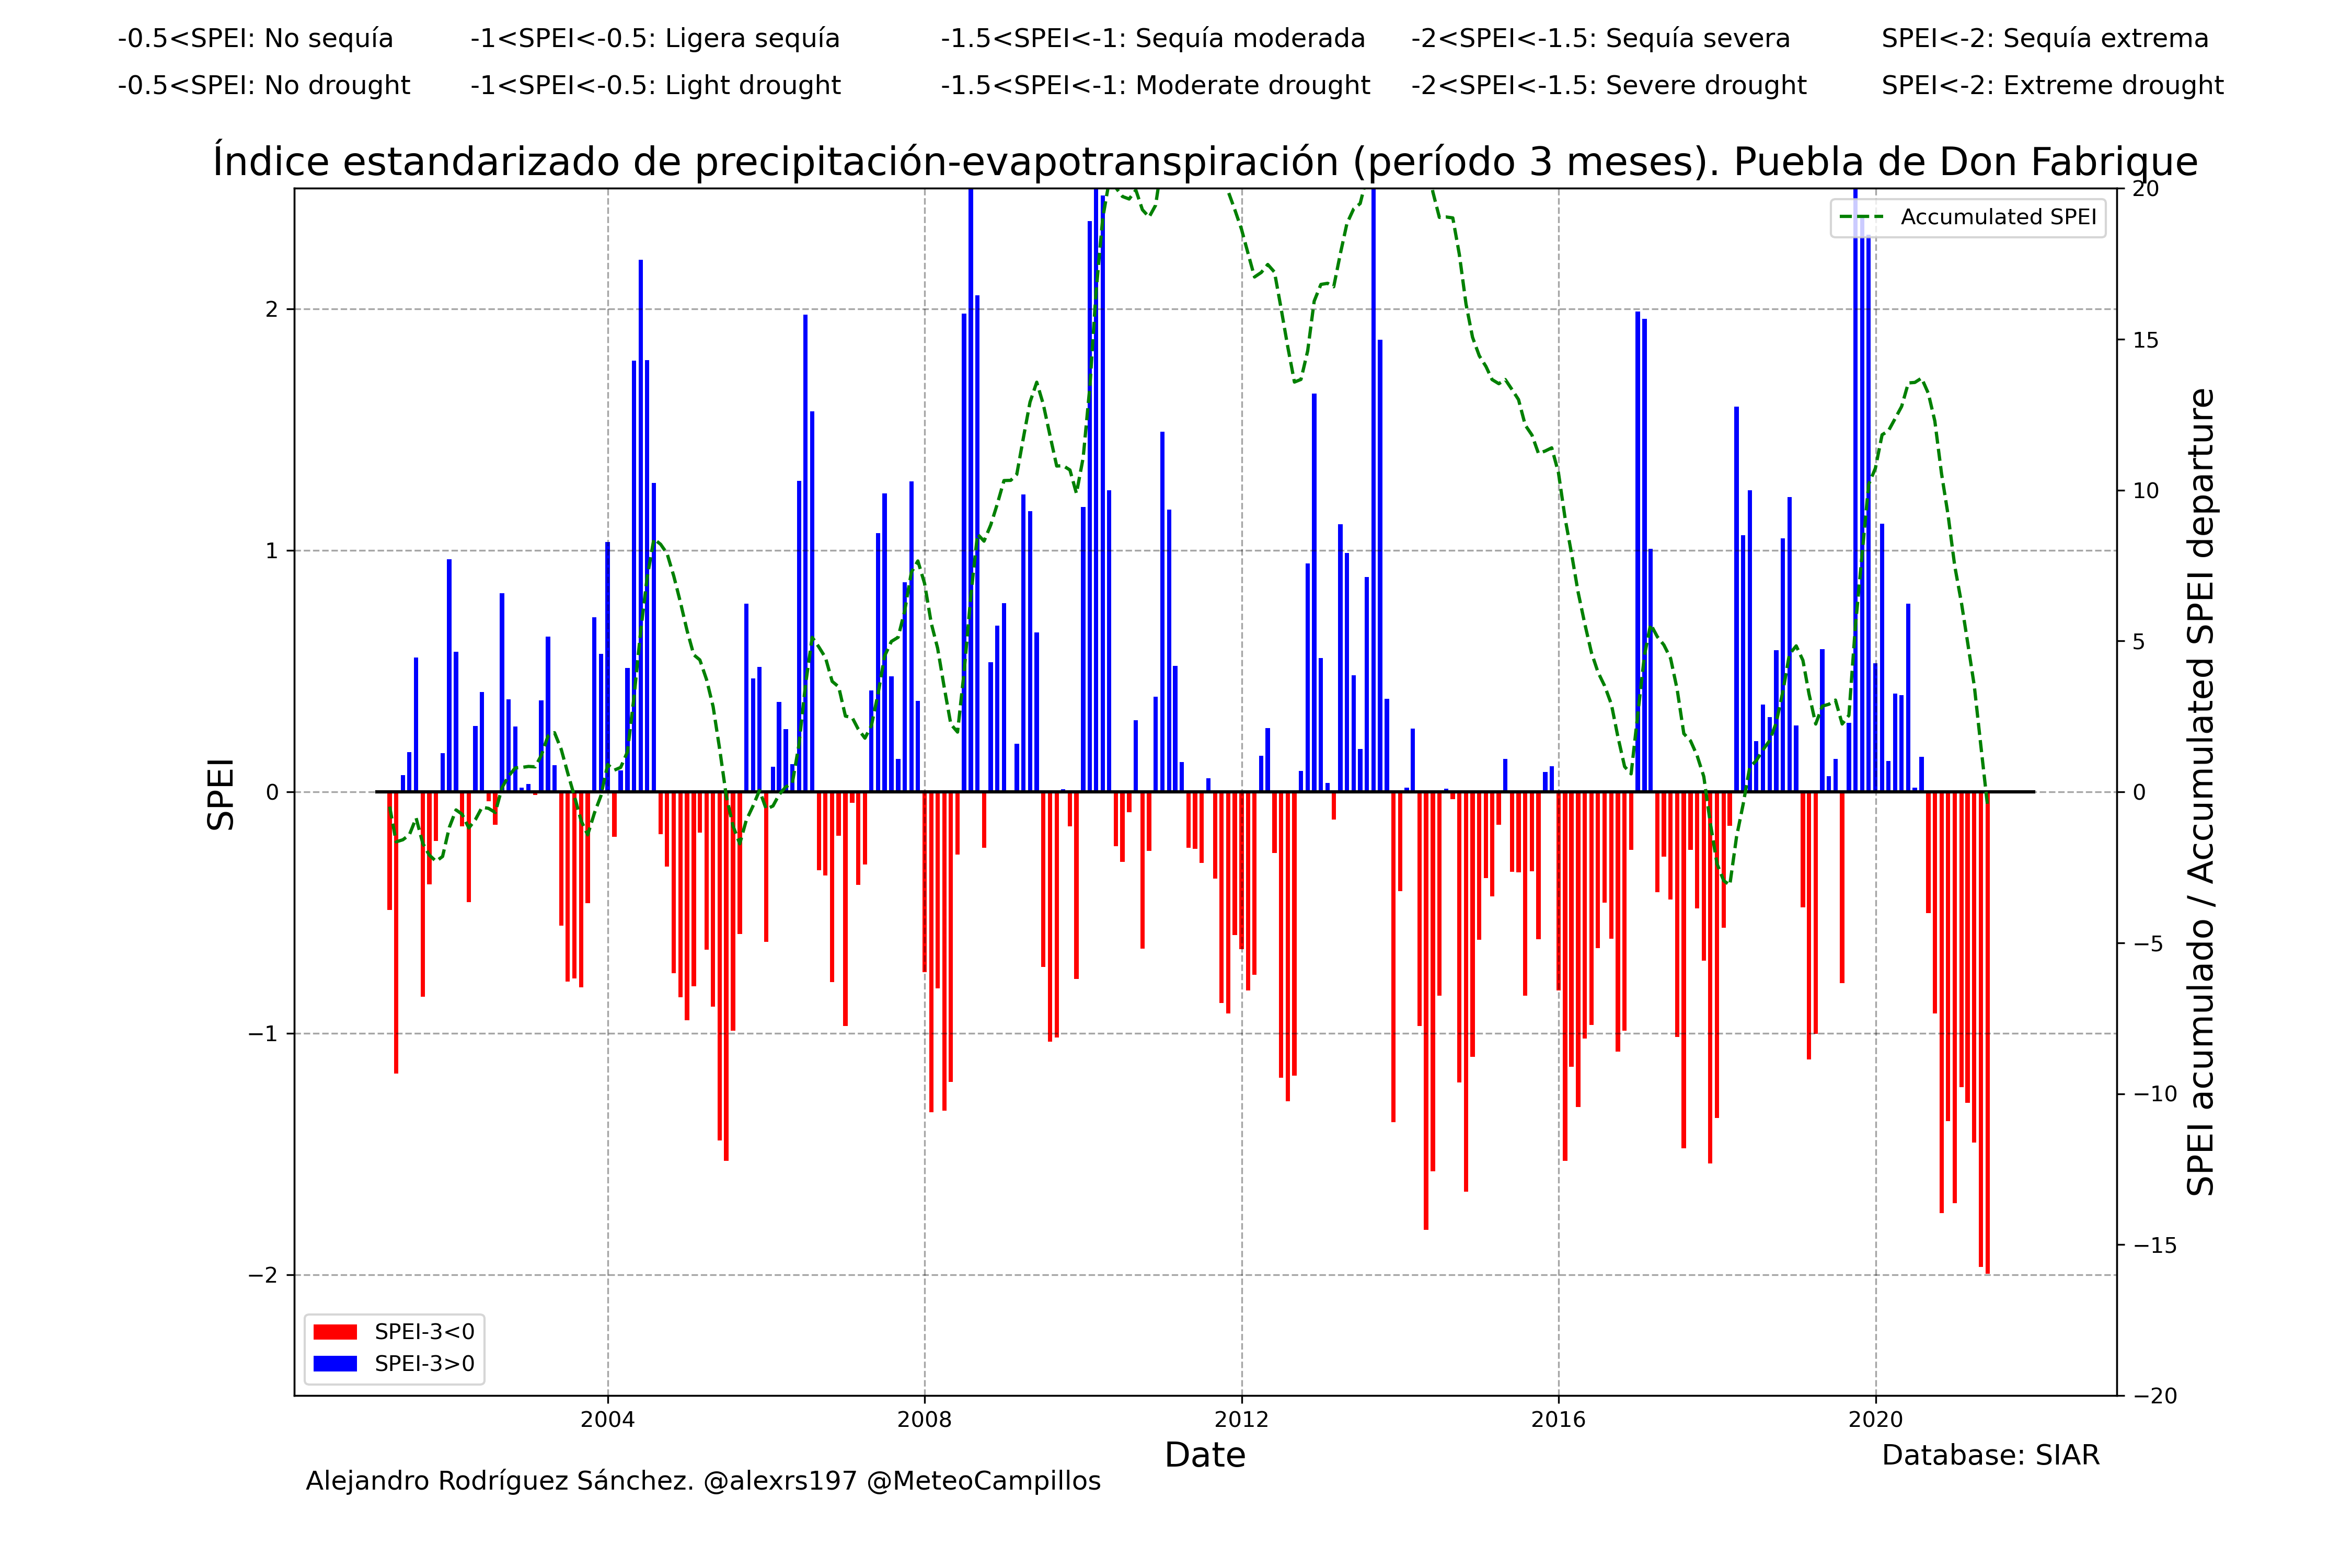 -0.5<SPEI: No sequía -1<SPEI<-0.5: Ligera sequía -1.5<SPEI<-1: Sequía moderada -2<SPEI<-1.5: Sequía severa SPEI<-2: Sequía extrema
-0.5<SPEI: No drought -1<SPEI<-0.5: Light drought -1.5<SPEI<-1: Moderate drought -2<SPEI<-1.5: Severe drought SPEI<-2: Extreme drought
Índice estandarizado de precipitación-evapotranspiración (período 3 meses). Puebla de Don Fabrique
Accumulated SPEI
SPEI
2
1
0
−1
−2
20
15
10
5
0
−5
−10
−15
−20
SPEI acumulado / Accumulated SPEI departure
SPEI-3<0
SPEI-3>0
2004 2008 2012 2016 2020
Date
Database: SIAR
Alejandro Rodríguez Sánchez. @alexrs197 @MeteoCampillos